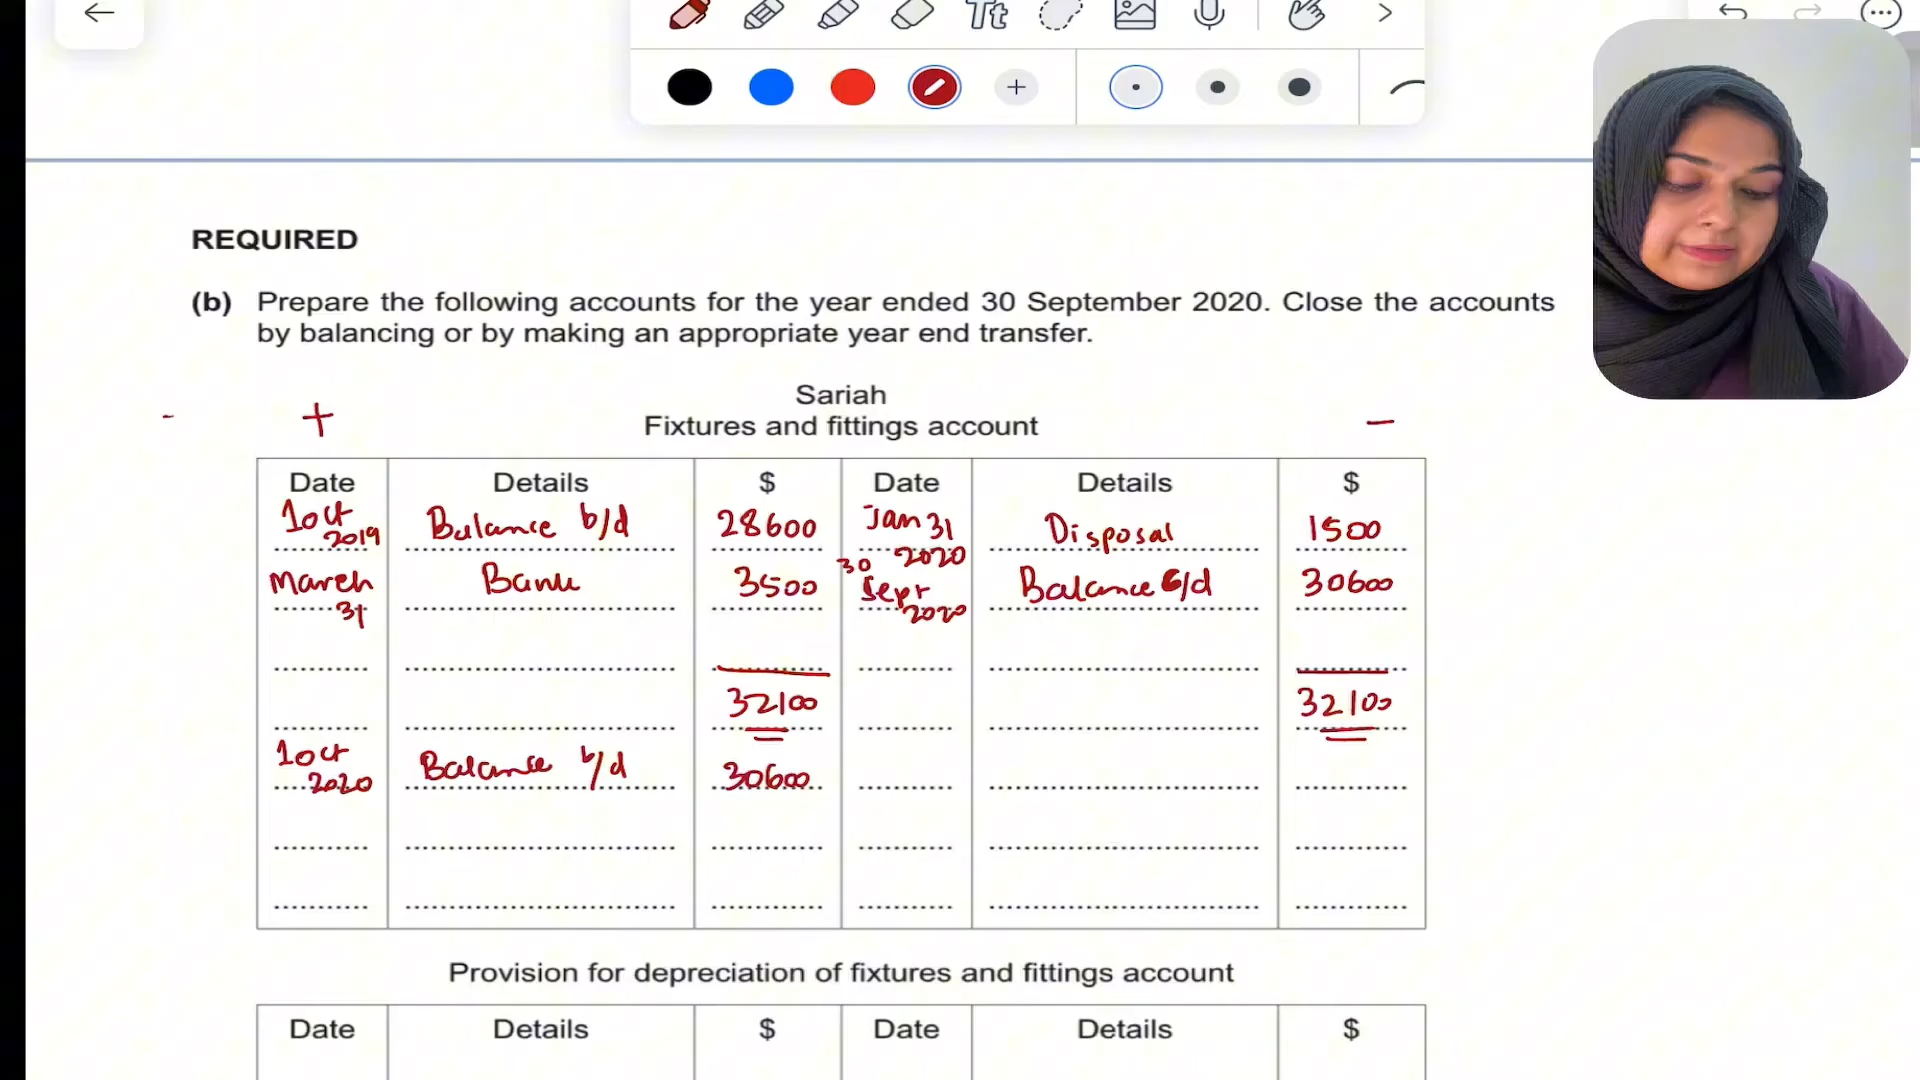 Tt
REQUIRED
(b) Prepare the following accounts for the year ended 30 September 2020. Close the accounts
by balancing or by making an appropriate year end transfer.
Sariah
- + Fixtures and fittings account -
Date Details $ Date Details $
1 Oct 2019 Balance b/d 28600 Jan 31 2020 Disposal 1500
March 31 Bank 3500 30 Sept 2020 Balance c/d 30600
32100 32100
1 Oct 2020 Balance b/d 30600
Provision for depreciation of fixtures and fittings account
Date Details $ Date Details $